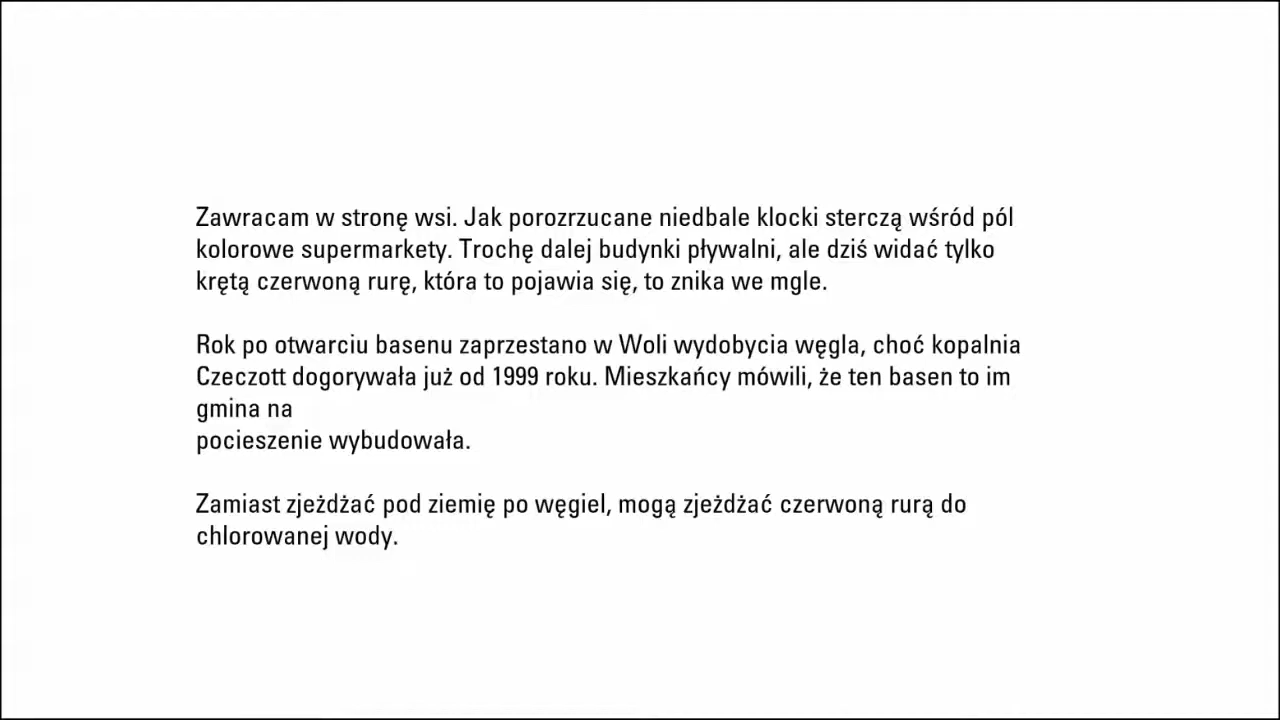 Zawracam w stronę wsi. Jak porozrzucane niedbale klocki sterczą wśród pól
kolorowe supermarkety. Trochę dalej budynki pływalni, ale dziś widać tylko
krętą czerwoną rurę, która to pojawia się, to znika we mgle.
Rok po otwarciu basenu zaprzestano w Woli wydobycia węgla, choć kopalnia
Czeczott dogorywała już od 1999 roku. Mieszkańcy mówili, że ten basen to im
gmina na
pocieszenie wybudowała.
Zamiast zjeżdżać pod ziemię po węgiel, mogą zjeżdżać czerwoną rurą do
chlorowanej wody.